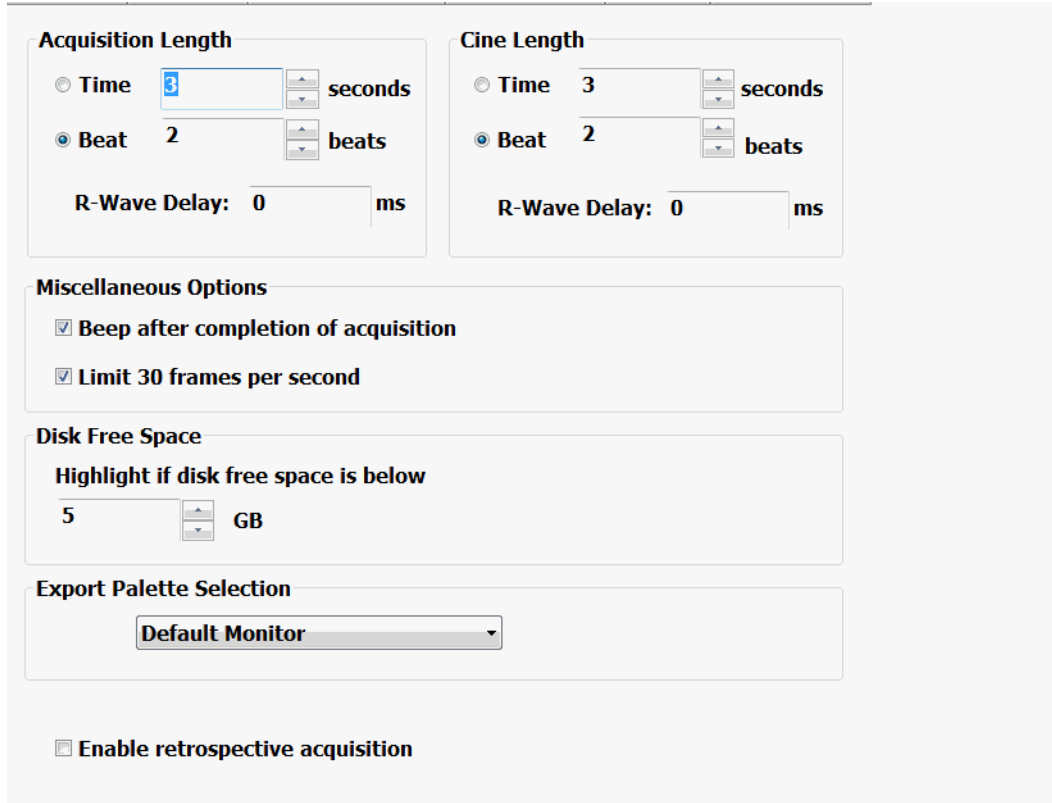 Acquisition Length
Time 3 seconds
Beat 2 beats
R-Wave Delay: 0 ms
Cine Length
Time 3 seconds
Beat 2 beats
R-Wave Delay: 0 ms
Miscellaneous Options
Beep after completion of acquisition
Limit 30 frames per second
Disk Free Space
Highlight if disk free space is below
5 GB
Export Palette Selection
Default Monitor
Enable retrospective acquisition